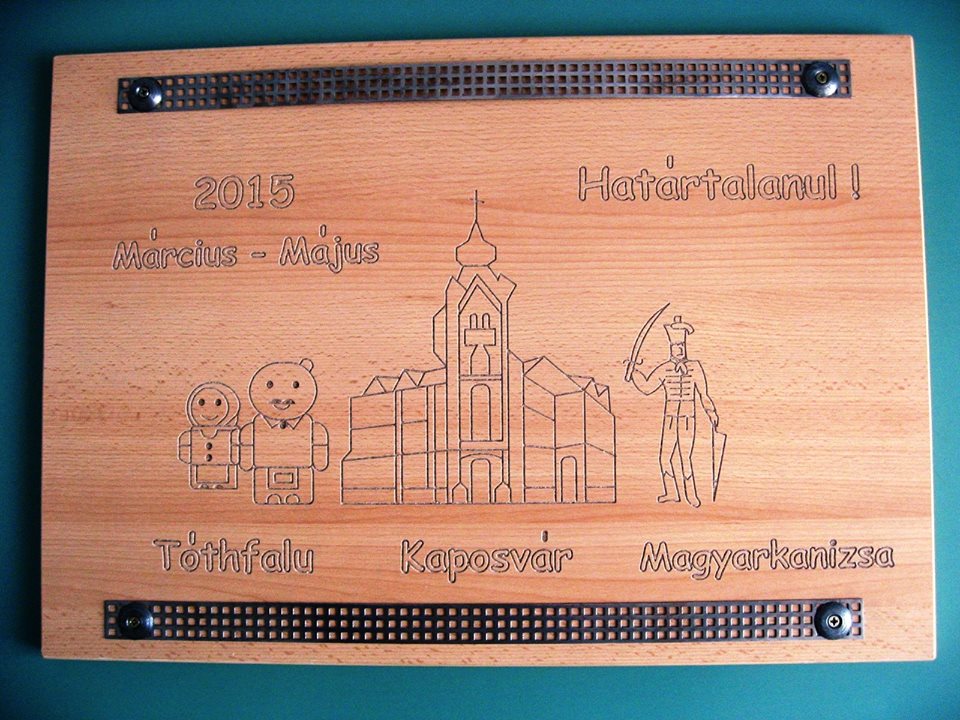 2015
Március - Május
Határtalanul !
Tóthfalu
Kaposvár
Magyarkanizsa